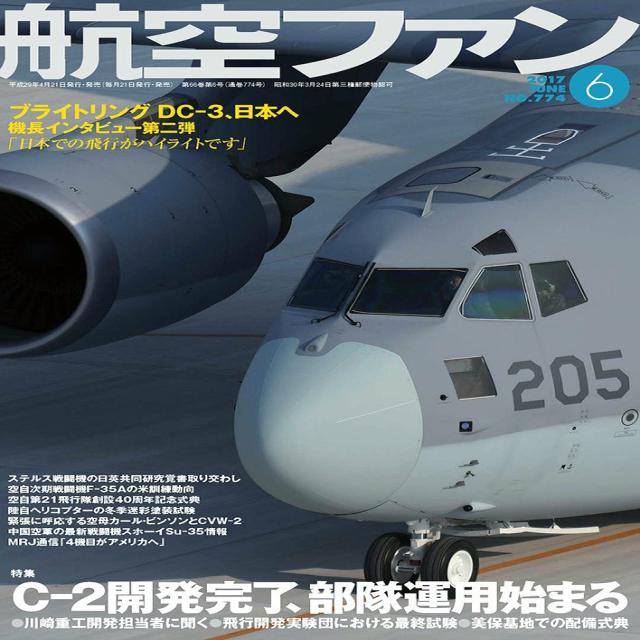 航空ファン
平成29年4月21日発行・発売(毎月21日発行・発売) 第66巻第6号(通巻774号) 昭和30年3月24日第三種郵便物認可
2017
JUNE
NO.774
6
ブライトリング DC-3、日本へ
機長インタビュー第二弾
「日本での飛行がハイライトです」
205
ステルス戦闘機の日英共同研究覚書取り交わし
空自次期戦闘機F-35Aの米訓練動向
空自第21飛行隊創設40周年記念式典
陸自ヘリコプターの冬季迷彩塗装試験
緊張に呼応する空母カール・ビンソンとCVW-2
中国空軍の最新戦闘機スホーイSu-35情報
MRJ通信「4機目がアメリカへ」
特集
C-2開発完了、部隊運用始まる
●川崎重工開発担当者に聞く●飛行開発実験団における最終試験●美保基地での配備式典